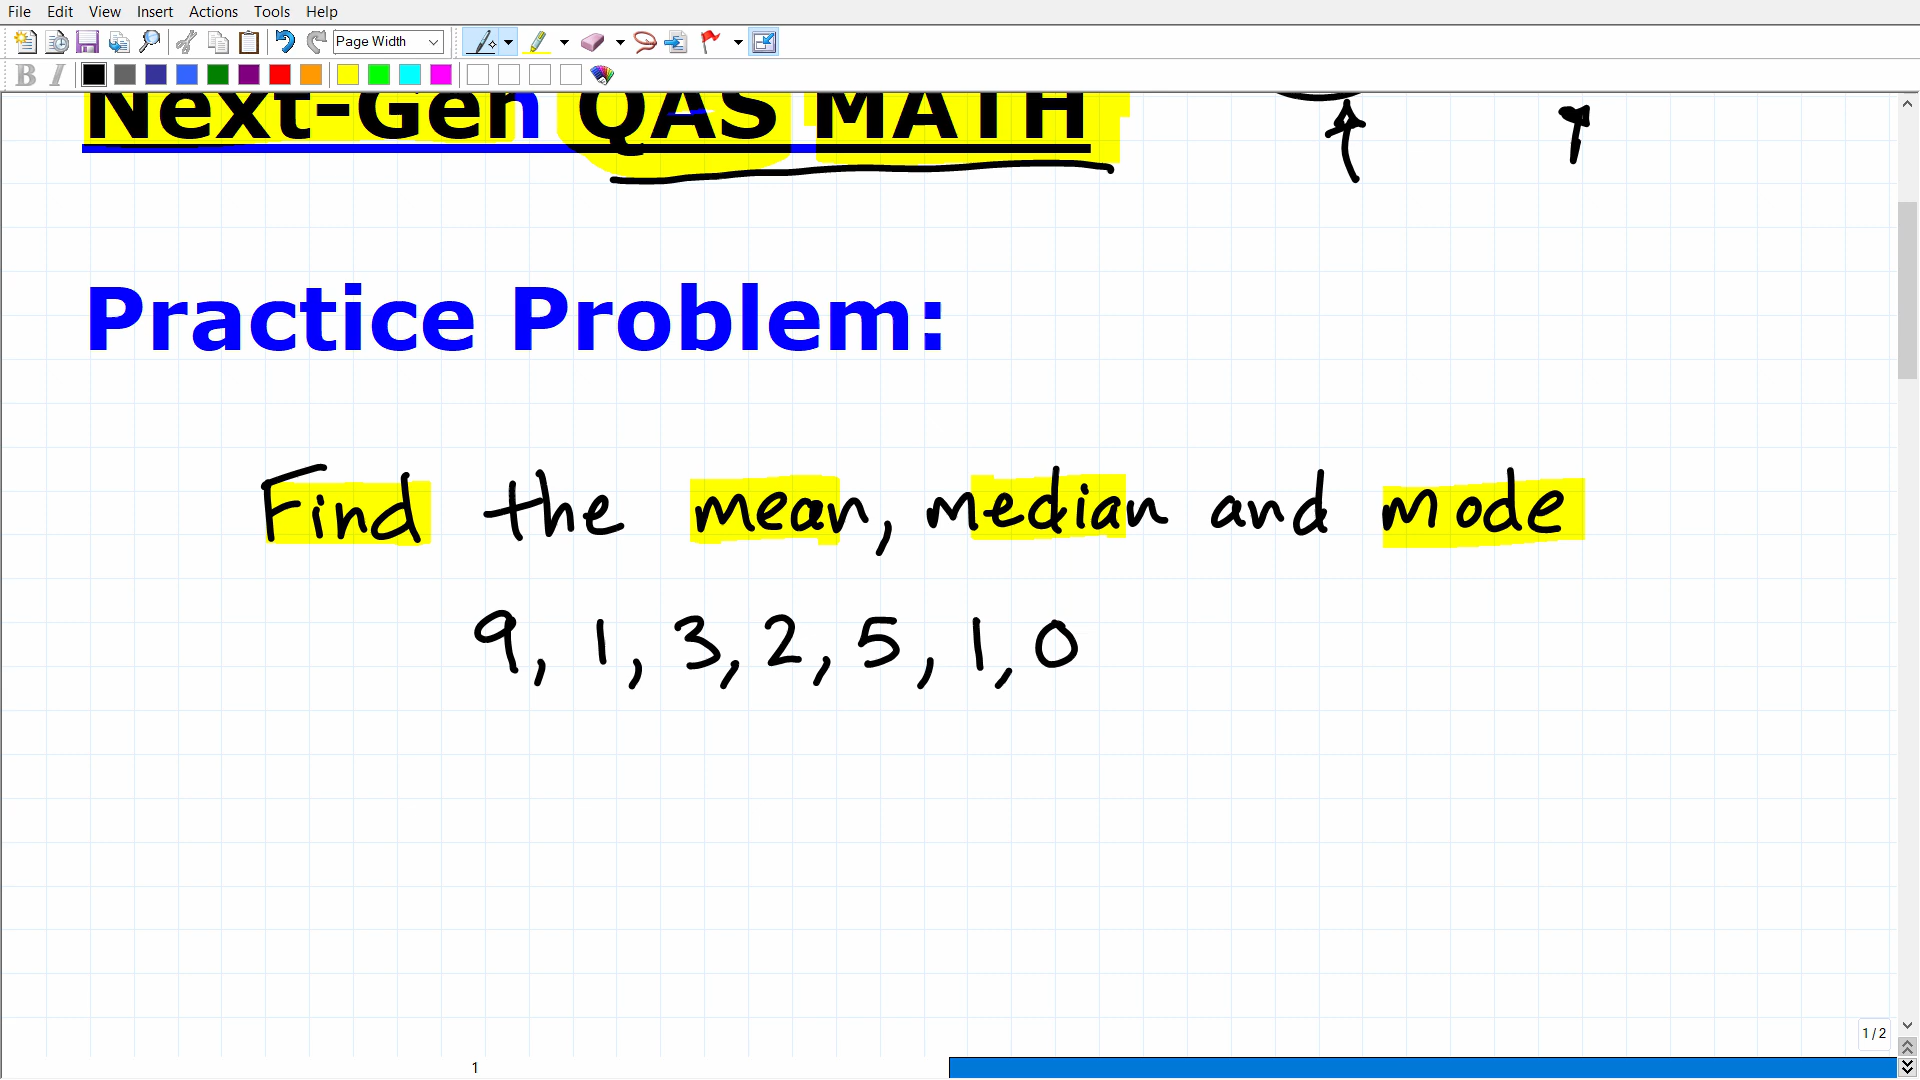 File Edit View Insert Actions Tools Help
Page Width
B I
Next-Gen QAS MATH
Practice Problem:
Find the mean, median and mode
9, 1, 3, 2, 5, 1, 0
1 / 2
1